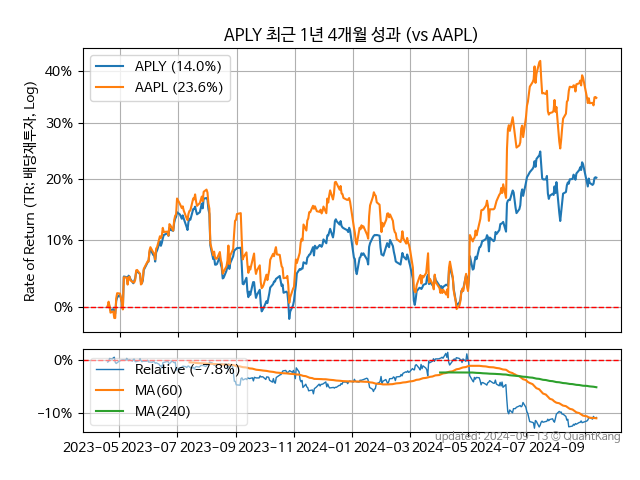 APLY 최근 1년 4개월 성과 (vs AAPL)
Rate of Return (TR: 배당재투자, Log)
40%
30%
20%
10%
0%
APLY (14.0%)
AAPL (23.6%)
0%
−10%
Relative (−7.8%)
MA(60)
MA(240)
2023−05 2023−07 2023−09 2023−11 2024−01 2024−03 2024−05 2024−07 2024−09
updated: 2024−09−13 © QuantKang